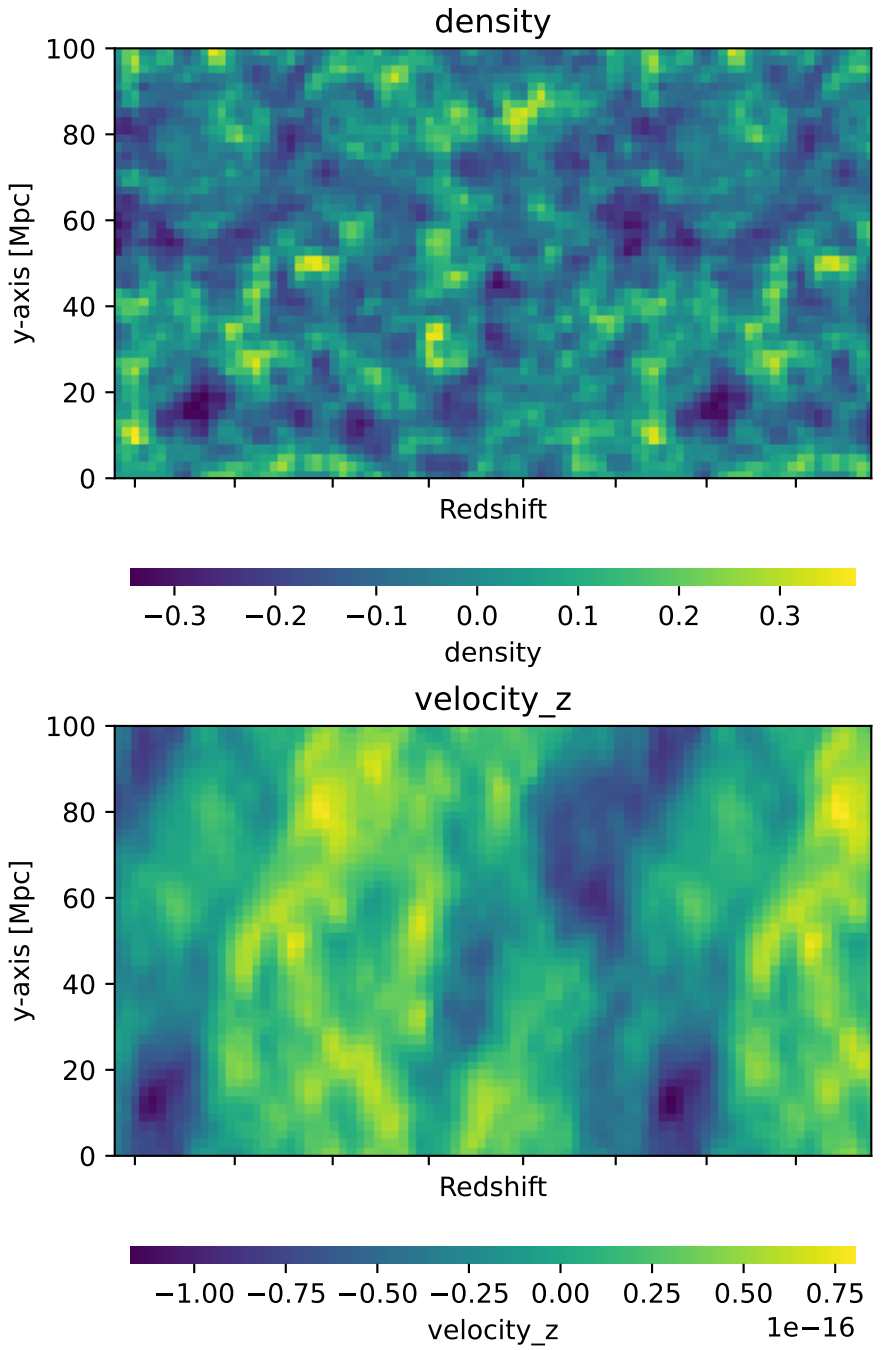 density
100
80
60
40
20
0
y-axis [Mpc]
Redshift
−0.3 −0.2 −0.1 0.0 0.1 0.2 0.3
density
velocity_z
100
80
60
40
20
0
y-axis [Mpc]
Redshift
−1.00 −0.75 −0.50 −0.25 0.00 0.25 0.50 0.75
1e−16
velocity_z